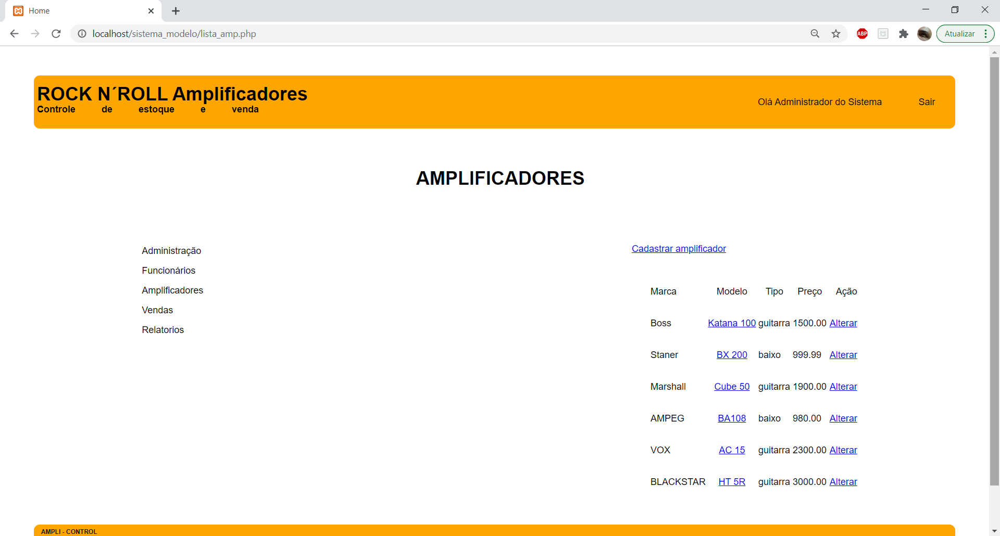 Home
localhost/sistema_modelo/lista_amp.php
ABP
Atualizar
ROCK N´ROLL Amplificadores
Controle de estoque e venda
Olá Administrador do Sistema Sair
AMPLIFICADORES
Administração
Funcionários
Amplificadores
Vendas
Relatorios
Cadastrar amplificador
Marca Modelo Tipo Preço Ação
Boss Katana 100 guitarra 1500.00 Alterar
Staner BX 200 baixo 999.99 Alterar
Marshall Cube 50 guitarra 1900.00 Alterar
AMPEG BA108 baixo 980.00 Alterar
VOX AC 15 guitarra 2300.00 Alterar
BLACKSTAR HT 5R guitarra 3000.00 Alterar
AMPLI - CONTROL